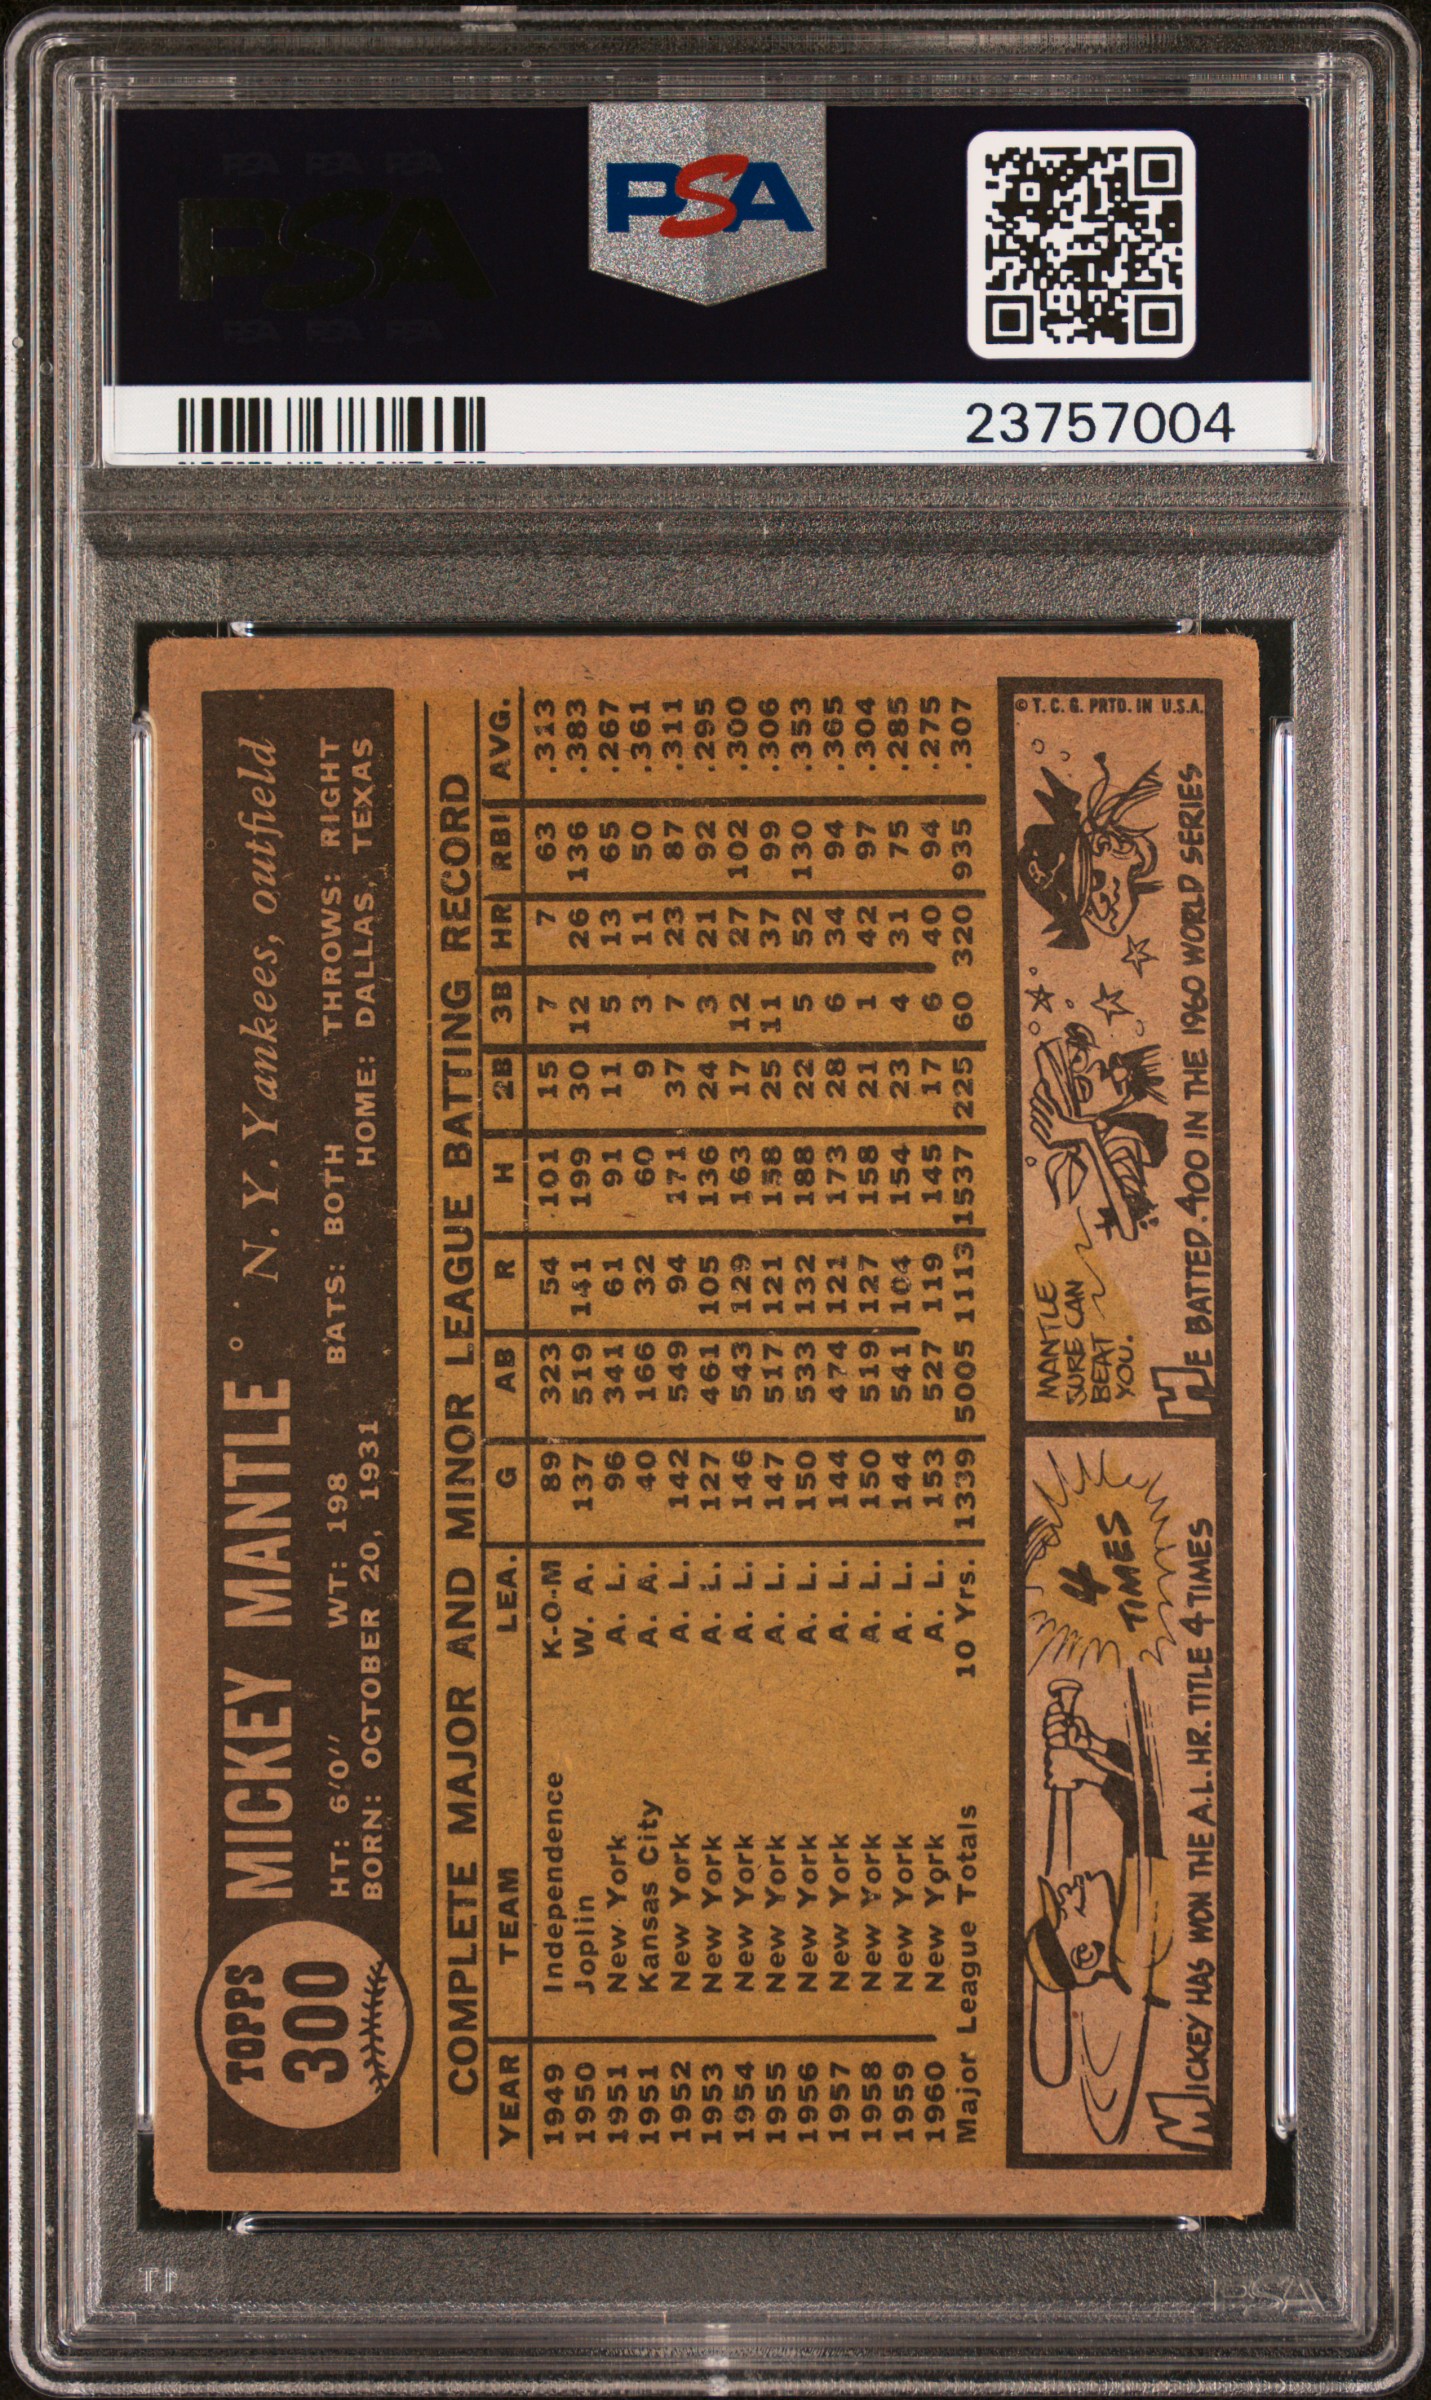 PSA PSA PSA
PSA
PSA PSA PSA
PSA
23757004
TOPPS
300
MICKEY MANTLE N. Y. Yankees, outfield
HT: 6'0" WT: 198 BATS: BOTH THROWS: RIGHT
BORN: OCTOBER 20, 1931 HOME: DALLAS, TEXAS
COMPLETE MAJOR AND MINOR LEAGUE BATTING RECORD
YEAR TEAM LEA. G AB R H 2B 3B HR RBI AVG.
1949 Independence K-O-M 89 323 54 101 15 7 7 63 .313
1950 Joplin W. A. 137 519 141 199 30 12 26 136 .383
1951 New York A. L. 96 341 61 91 11 5 13 65 .267
1951 Kansas City A. A. 40 166 32 60 9 3 11 50 .361
1952 New York A. L. 142 549 94 171 37 7 23 87 .311
1953 New York A. L. 127 461 105 136 24 3 21 92 .295
1954 New York A. L. 146 543 129 163 17 12 27 102 .300
1955 New York A. L. 147 517 121 158 25 11 37 99 .306
1956 New York A. L. 150 533 132 188 22 5 52 130 .353
1957 New York A. L. 144 474 121 173 28 6 34 94 .365
1958 New York A. L. 150 519 127 158 21 1 42 97 .304
1959 New York A. L. 144 541 104 154 23 4 31 75 .285
1960 New York A. L. 153 527 119 145 17 6 40 94 .275
Major League Totals 10 Yrs. 1339 5005 1113 1537 225 60 320 935 .307
4
TIMES
MICKEY HAS WON THE A.L. HR. TITLE 4 TIMES
MANTLE
SURE CAN
BEAT
YOU.
HE BATTED .400 IN THE 1960 WORLD SERIES
© T. C. G. PRTD. IN U.S.A.
PSA